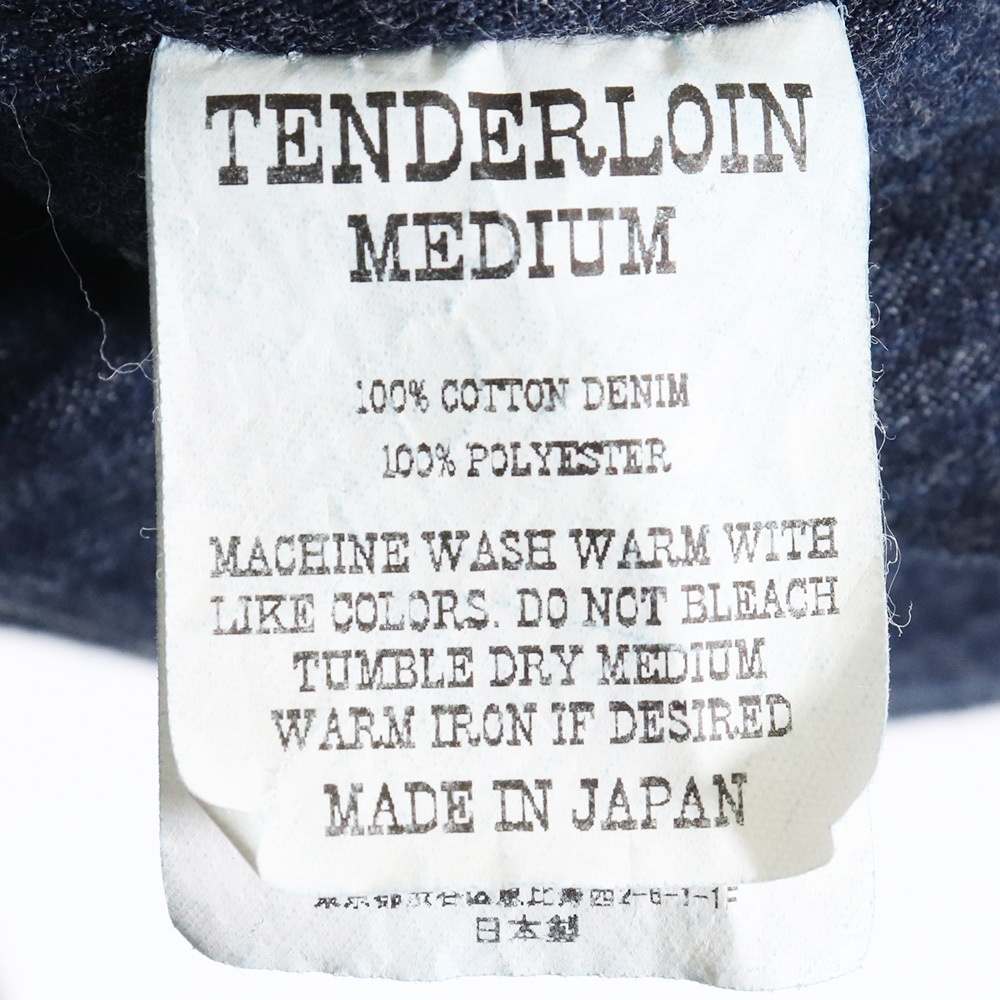 TENDERLOIN
MEDIUM
100% COTTON DENIM
100% POLYESTER
MACHINE WASH WARM WITH
LIKE COLORS. DO NOT BLEACH
TUMBLE DRY MEDIUM
WARM IRON IF DESIRED
MADE IN JAPAN
日本製